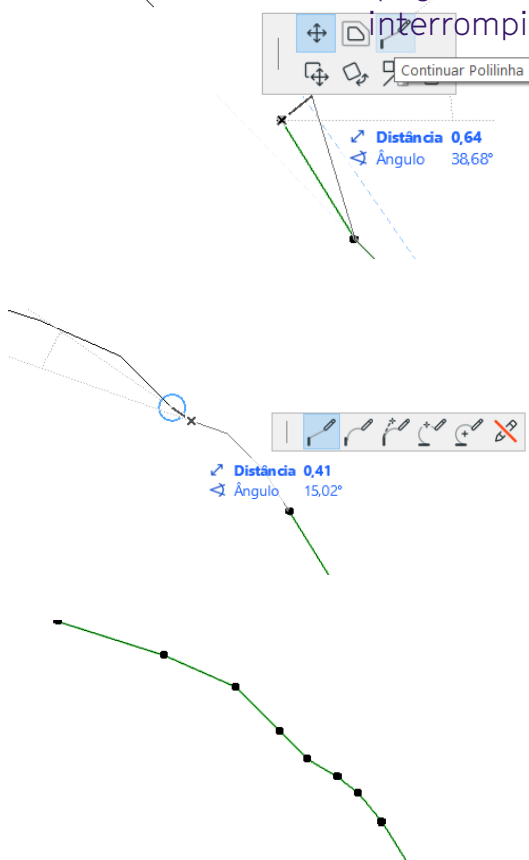 interrompi
Continuar Polilinha
Distância 0,64
Ângulo 38,68°
Distância 0,41
Ângulo 15,02°